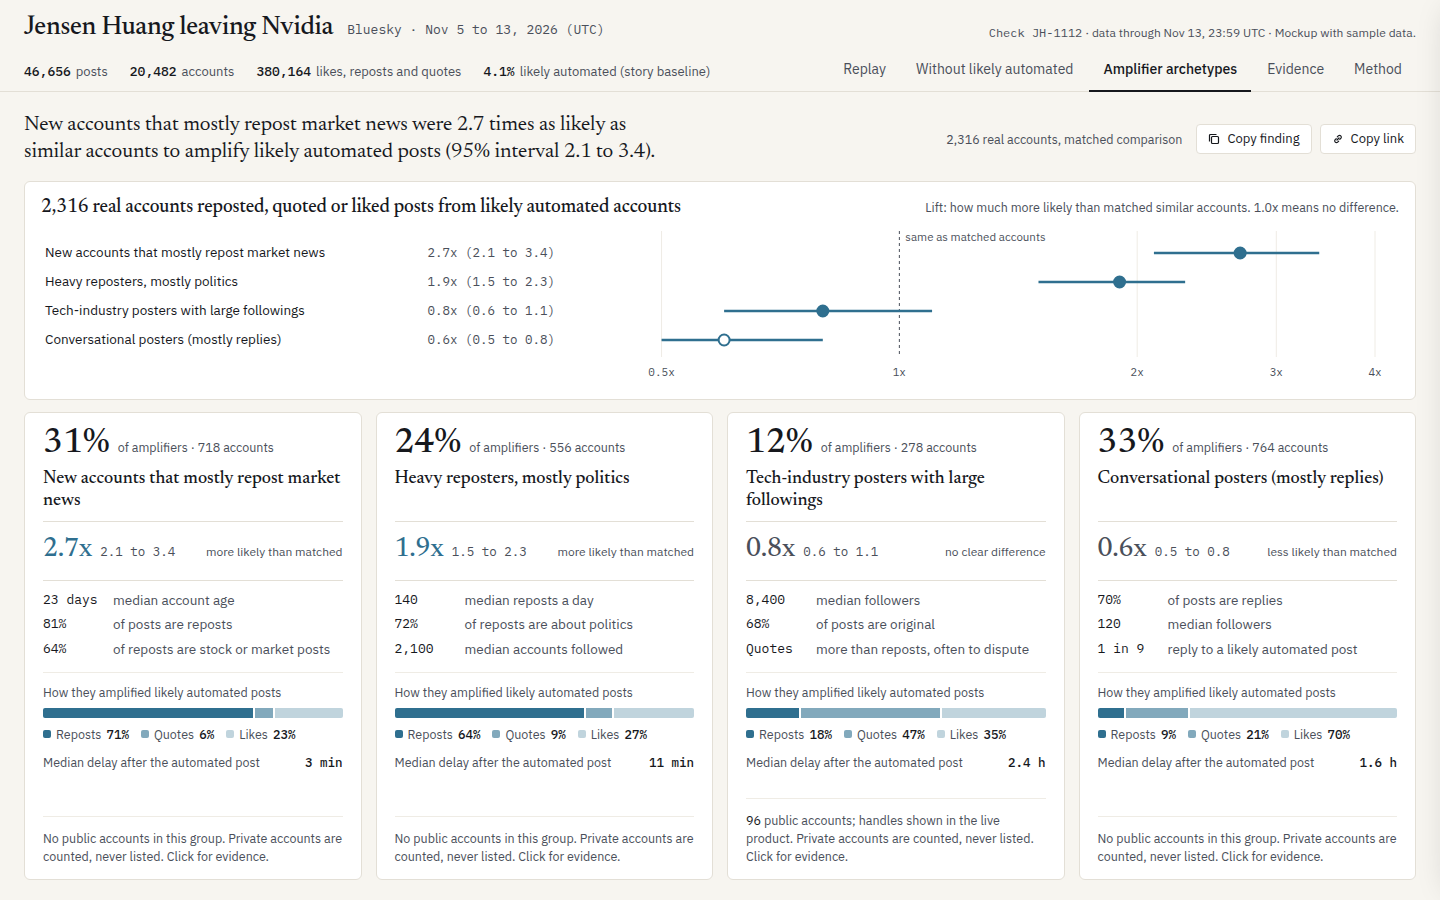 Jensen Huang leaving Nvidia Bluesky · Nov 5 to 13, 2026 (UTC)
Check JH-1112 · data through Nov 13, 23:59 UTC · Mockup with sample data.
46,656 posts 20,482 accounts 380,164 likes, reposts and quotes 4.1% likely automated (story baseline)
Replay Without likely automated Amplifier archetypes Evidence Method
New accounts that mostly repost market news were 2.7 times as likely as
similar accounts to amplify likely automated posts (95% interval 2.1 to 3.4).
2,316 real accounts, matched comparison Copy finding Copy link
2,316 real accounts reposted, quoted or liked posts from likely automated accounts
Lift: how much more likely than matched similar accounts. 1.0x means no difference.
same as matched accounts
New accounts that mostly repost market news 2.7x (2.1 to 3.4)
Heavy reposters, mostly politics 1.9x (1.5 to 2.3)
Tech-industry posters with large followings 0.8x (0.6 to 1.1)
Conversational posters (mostly replies) 0.6x (0.5 to 0.8)
0.5x 1x 2x 3x 4x
31% of amplifiers · 718 accounts
New accounts that mostly repost market
news
2.7x 2.1 to 3.4 more likely than matched
23 days median account age
81% of posts are reposts
64% of reposts are stock or market posts
How they amplified likely automated posts
Reposts 71% Quotes 6% Likes 23%
Median delay after the automated post 3 min
No public accounts in this group. Private accounts are
counted, never listed. Click for evidence.
24% of amplifiers · 556 accounts
Heavy reposters, mostly politics
1.9x 1.5 to 2.3 more likely than matched
140 median reposts a day
72% of reposts are about politics
2,100 median accounts followed
How they amplified likely automated posts
Reposts 64% Quotes 9% Likes 27%
Median delay after the automated post 11 min
No public accounts in this group. Private accounts are
counted, never listed. Click for evidence.
12% of amplifiers · 278 accounts
Tech-industry posters with large
followings
0.8x 0.6 to 1.1 no clear difference
8,400 median followers
68% of posts are original
Quotes more than reposts, often to dispute
How they amplified likely automated posts
Reposts 18% Quotes 47% Likes 35%
Median delay after the automated post 2.4 h
96 public accounts; handles shown in the live
product. Private accounts are counted, never listed.
Click for evidence.
33% of amplifiers · 764 accounts
Conversational posters (mostly replies)
0.6x 0.5 to 0.8 less likely than matched
70% of posts are replies
120 median followers
1 in 9 reply to a likely automated post
How they amplified likely automated posts
Reposts 9% Quotes 21% Likes 70%
Median delay after the automated post 1.6 h
No public accounts in this group. Private accounts are
counted, never listed. Click for evidence.